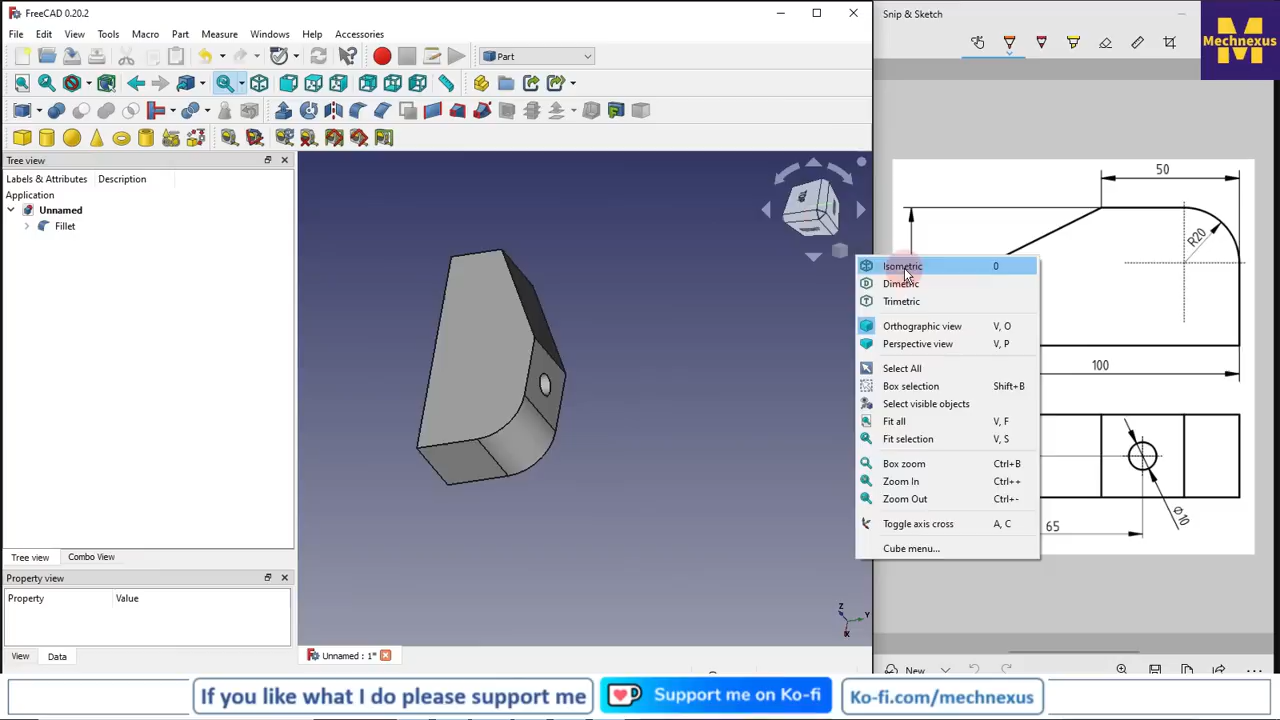 FreeCAD 0.20.2
Snip & Sketch
Mechnexus
File Edit View Tools Macro Part Measure Windows Help Accessories
Part
Tree view
Labels & Attributes Description
Application
Unnamed
Fillet
Tree view Combo View
Property view
Property Value
View Data
Unnamed : 1*
Isometric 0
Dimetric
Trimetric
Orthographic view V, O
Perspective view V, P
Select All
Box selection Shift+B
Select visible objects
Fit all V, F
Fit selection V, S
Box zoom Ctrl+B
Zoom In Ctrl++
Zoom Out Ctrl+-
Toggle axis cross A, C
Cube menu...
Z
Y
X
50
R20
100
65
Ø10
New
If you like what I do please support me
Support me on Ko-fi
Ko-fi.com/mechnexus